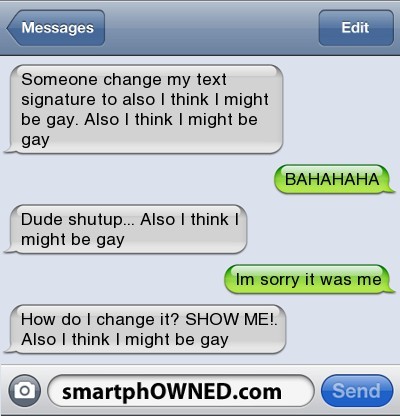 Messages
Edit
Someone change my text
signature to also I think I might
be gay. Also I think I might be
gay
BAHAHAHA
Dude shutup... Also I think I
might be gay
Im sorry it was me
How do I change it? SHOW ME!.
Also I think I might be gay
smartphOWNED.com
Send